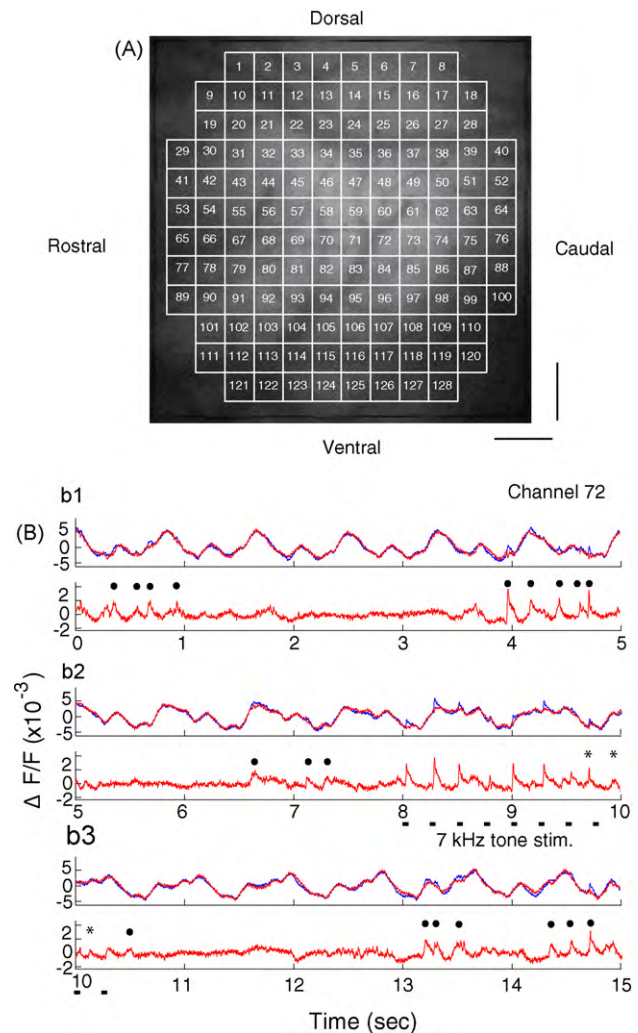 Dorsal
(A)
1 2 3 4 5 6 7 8
9 10 11 12 13 14 15 16 17 18
19 20 21 22 23 24 25 26 27 28
29 30 31 32 33 34 35 36 37 38 39 40
41 42 43 44 45 46 47 48 49 50 51 52
53 54 55 56 57 58 59 60 61 62 63 64
Rostral
65 66 67 68 69 70 71 72 73 74 75 76
Caudal
77 78 79 80 81 82 83 84 85 86 87 88
89 90 91 92 93 94 95 96 97 98 99 100
101 102 103 104 105 106 107 108 109 110
111 112 113 114 115 116 117 118 119 120
121 122 123 124 125 126 127 128
Ventral
b1
Channel 72
(B)
5
0
-5
2
0
-2
0 1 2 3 4 5
b2
5
0
-5
* *
2
0
-2
5 6 7 8 9 10
7 kHz tone stim.
Δ F/F (x10⁻³)
b3
5
0
-5
*
2
0
-2
10 11 12 13 14 15
Time (sec)